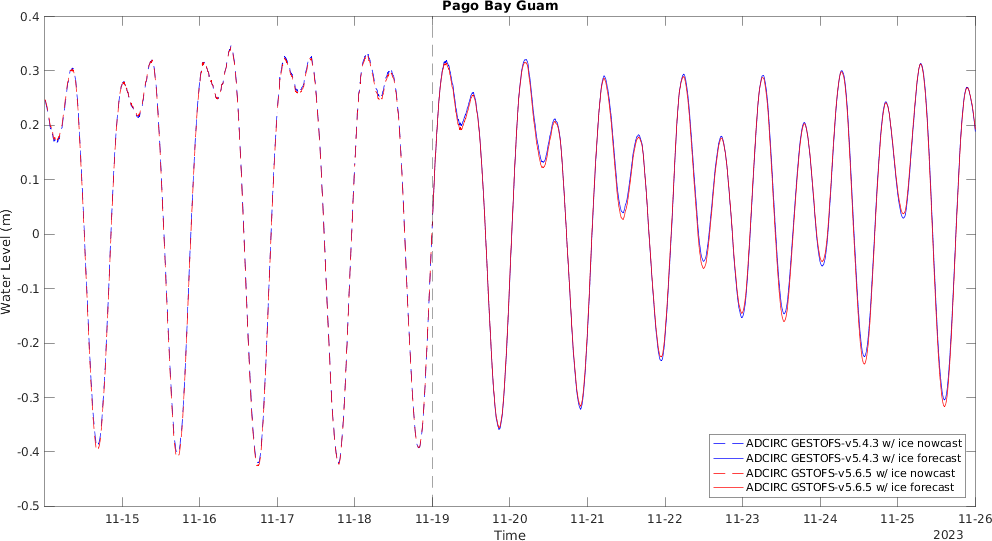 Pago Bay Guam
0.4
0.3
0.2
0.1
0
-0.1
-0.2
-0.3
-0.4
-0.5
Water Level (m)
ADCIRC GESTOFS-v5.4.3 w/ ice nowcast
ADCIRC GESTOFS-v5.4.3 w/ ice forecast
ADCIRC GSTOFS-v5.6.5 w/ ice nowcast
ADCIRC GSTOFS-v5.6.5 w/ ice forecast
11-15 11-16 11-17 11-18 11-19 11-20 11-21 11-22 11-23 11-24 11-25 11-26
Time
2023